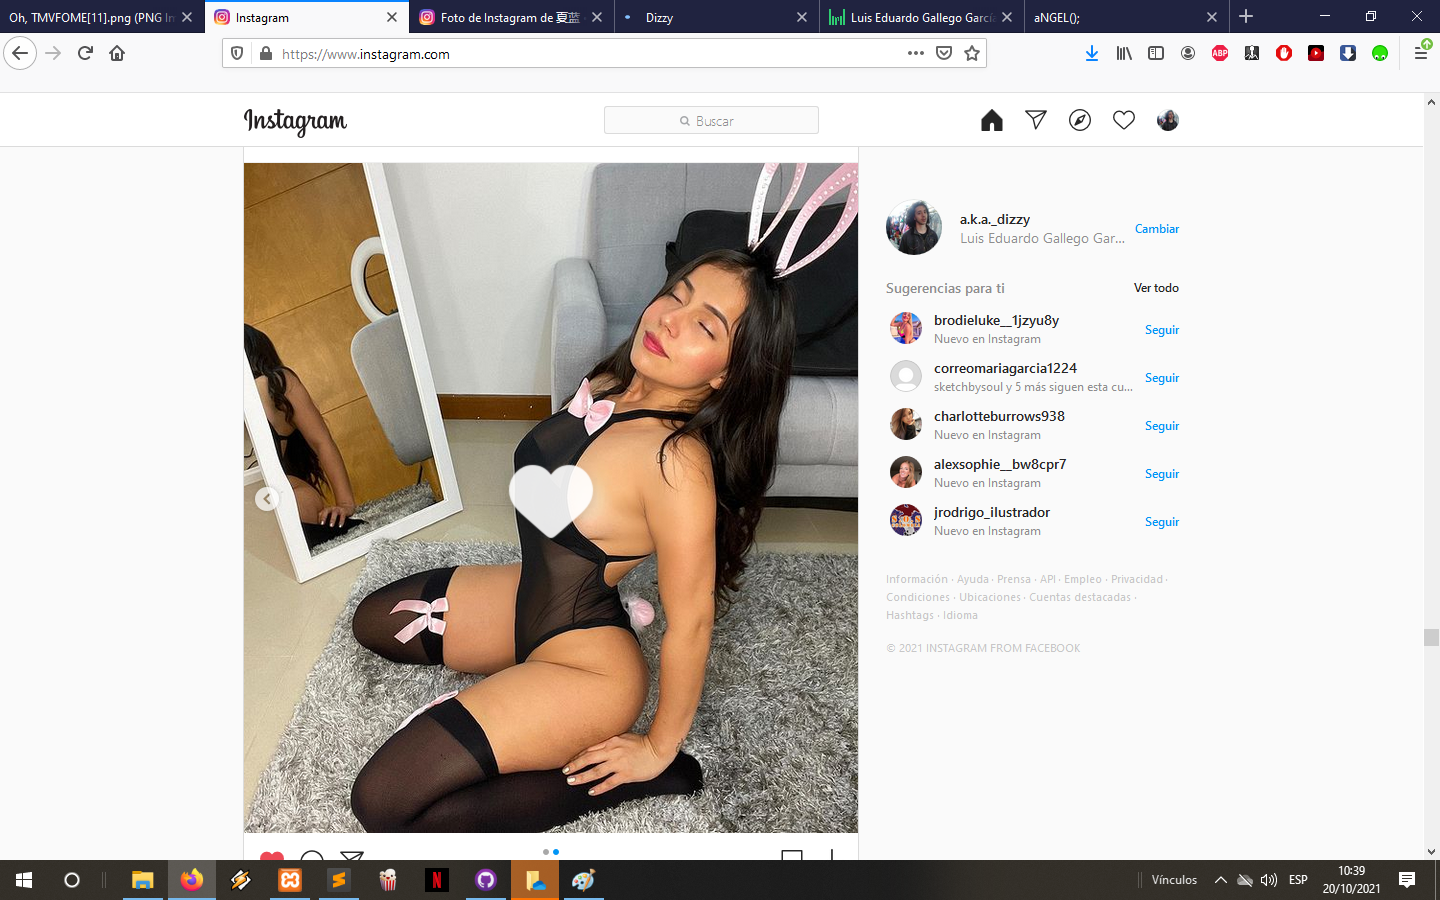 Oh, TMVFOME[11].png (PNG Im
Instagram
Foto de Instagram de 夏蓝
Dizzy
Luis Eduardo Gallego García
aNGEL();
https://www.instagram.com
ABP
Instagram
Buscar
a.k.a._dizzy
Luis Eduardo Gallego Gar...
Cambiar
Sugerencias para ti
Ver todo
brodieluke__1jzyu8y
Nuevo en Instagram
Seguir
correomariagarcia1224
sketchbysoul y 5 más siguen esta cu...
Seguir
charlotteburrows938
Nuevo en Instagram
Seguir
alexsophie__bw8cpr7
Nuevo en Instagram
Seguir
jrodrigo_ilustrador
Nuevo en Instagram
Seguir
Información · Ayuda · Prensa · API · Empleo · Privacidad ·
Condiciones · Ubicaciones · Cuentas destacadas ·
Hashtags · Idioma
© 2021 INSTAGRAM FROM FACEBOOK
Vínculos
ESP
10:39
20/10/2021